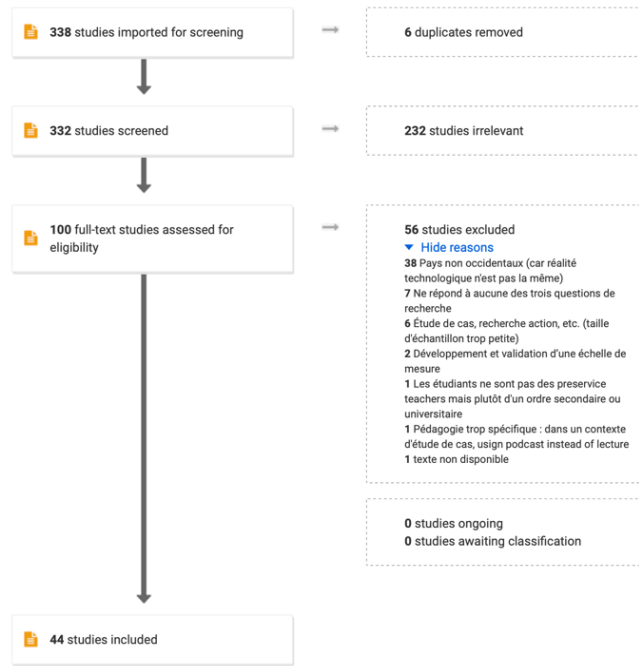 338 studies imported for screening
6 duplicates removed
332 studies screened
232 studies irrelevant
100 full-text studies assessed for
eligibility
56 studies excluded
Hide reasons
38 Pays non occidentaux (car réalité
technologique n'est pas la même)
7 Ne répond à aucune des trois questions de
recherche
6 Étude de cas, recherche action, etc. (taille
d'échantillon trop petite)
2 Développement et validation d'une échelle de
mesure
1 Les étudiants ne sont pas des preservice
teachers mais plutôt d'un ordre secondaire ou
universitaire
1 Pédagogie trop spécifique : dans un contexte
d'étude de cas, usign podcast instead of lecture
1 texte non disponible
0 studies ongoing
0 studies awaiting classification
44 studies included